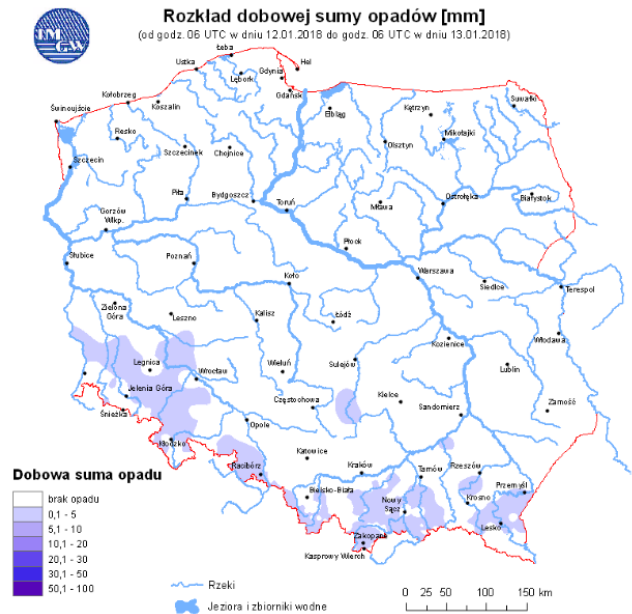 IMGW
Rozkład dobowej sumy opadów [mm]
(od godz. 06 UTC w dniu 12.01.2018 do godz. 06 UTC w dniu 13.01.2018)
Łeba
Hel
Ustka
Gdynia
Lębork
Gdańsk
Kołobrzeg
Koszalin
Suwałki
Świnoujście
Elbląg
Kętrzyn
Resko
Mikołajki
Szczecinek
Chojnice
Olsztyn
Szczecin
Piła
Bydgoszcz
Toruń
Mława
Ostrołęka
Białystok
Gorzów
Wlkp.
Płock
Słubice
Poznań
Koło
Warszawa
Siedlce
Terespol
Zielona
Góra
Leszno
Kalisz
Łódź
Kozienice
Włodawa
Legnica
Wrocław
Wieluń
Sulejów
Lublin
Jelenia Góra
Częstochowa
Kielce
Sandomierz
Zamość
Śnieżka
Opole
Kłodzko
Katowice
Racibórz
Kraków
Tarnów
Rzeszów
Przemyśl
Bielsko-Biała
Nowy
Sącz
Krosno
Lesko
Zakopane
Kasprowy Wierch
Dobowa suma opadu
brak opadu
0,1 - 5
5,1 - 10
10,1 - 20
20,1 - 30
30,1 - 50
50,1 - 100
Rzeki
Jeziora i zbiorniki wodne
0 25 50 100 150 km